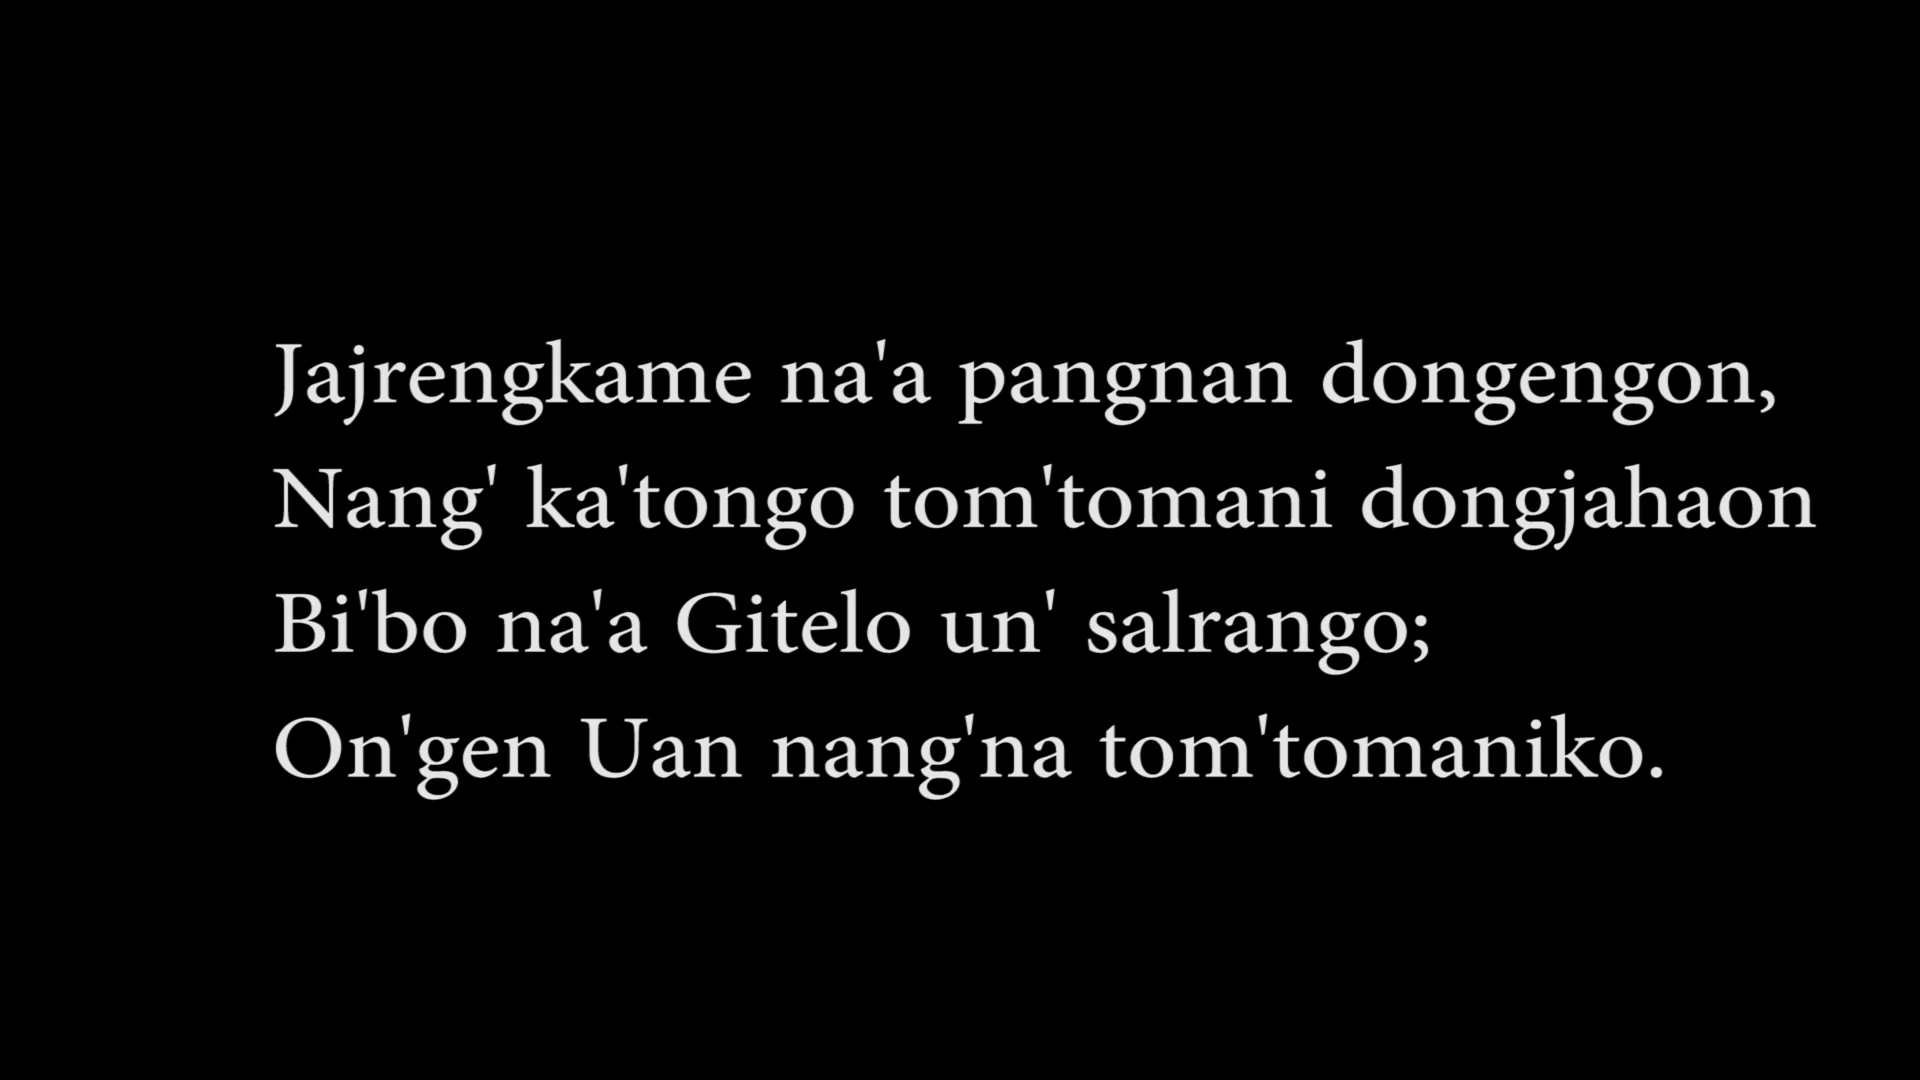 Jajrengkame na'a pangnan dongengon,
Nang' ka'tongo tom'tomani dongjahaon
Bi'bo na'a Gitelo un' salrango;
On'gen Uan nang'na tom'tomaniko.